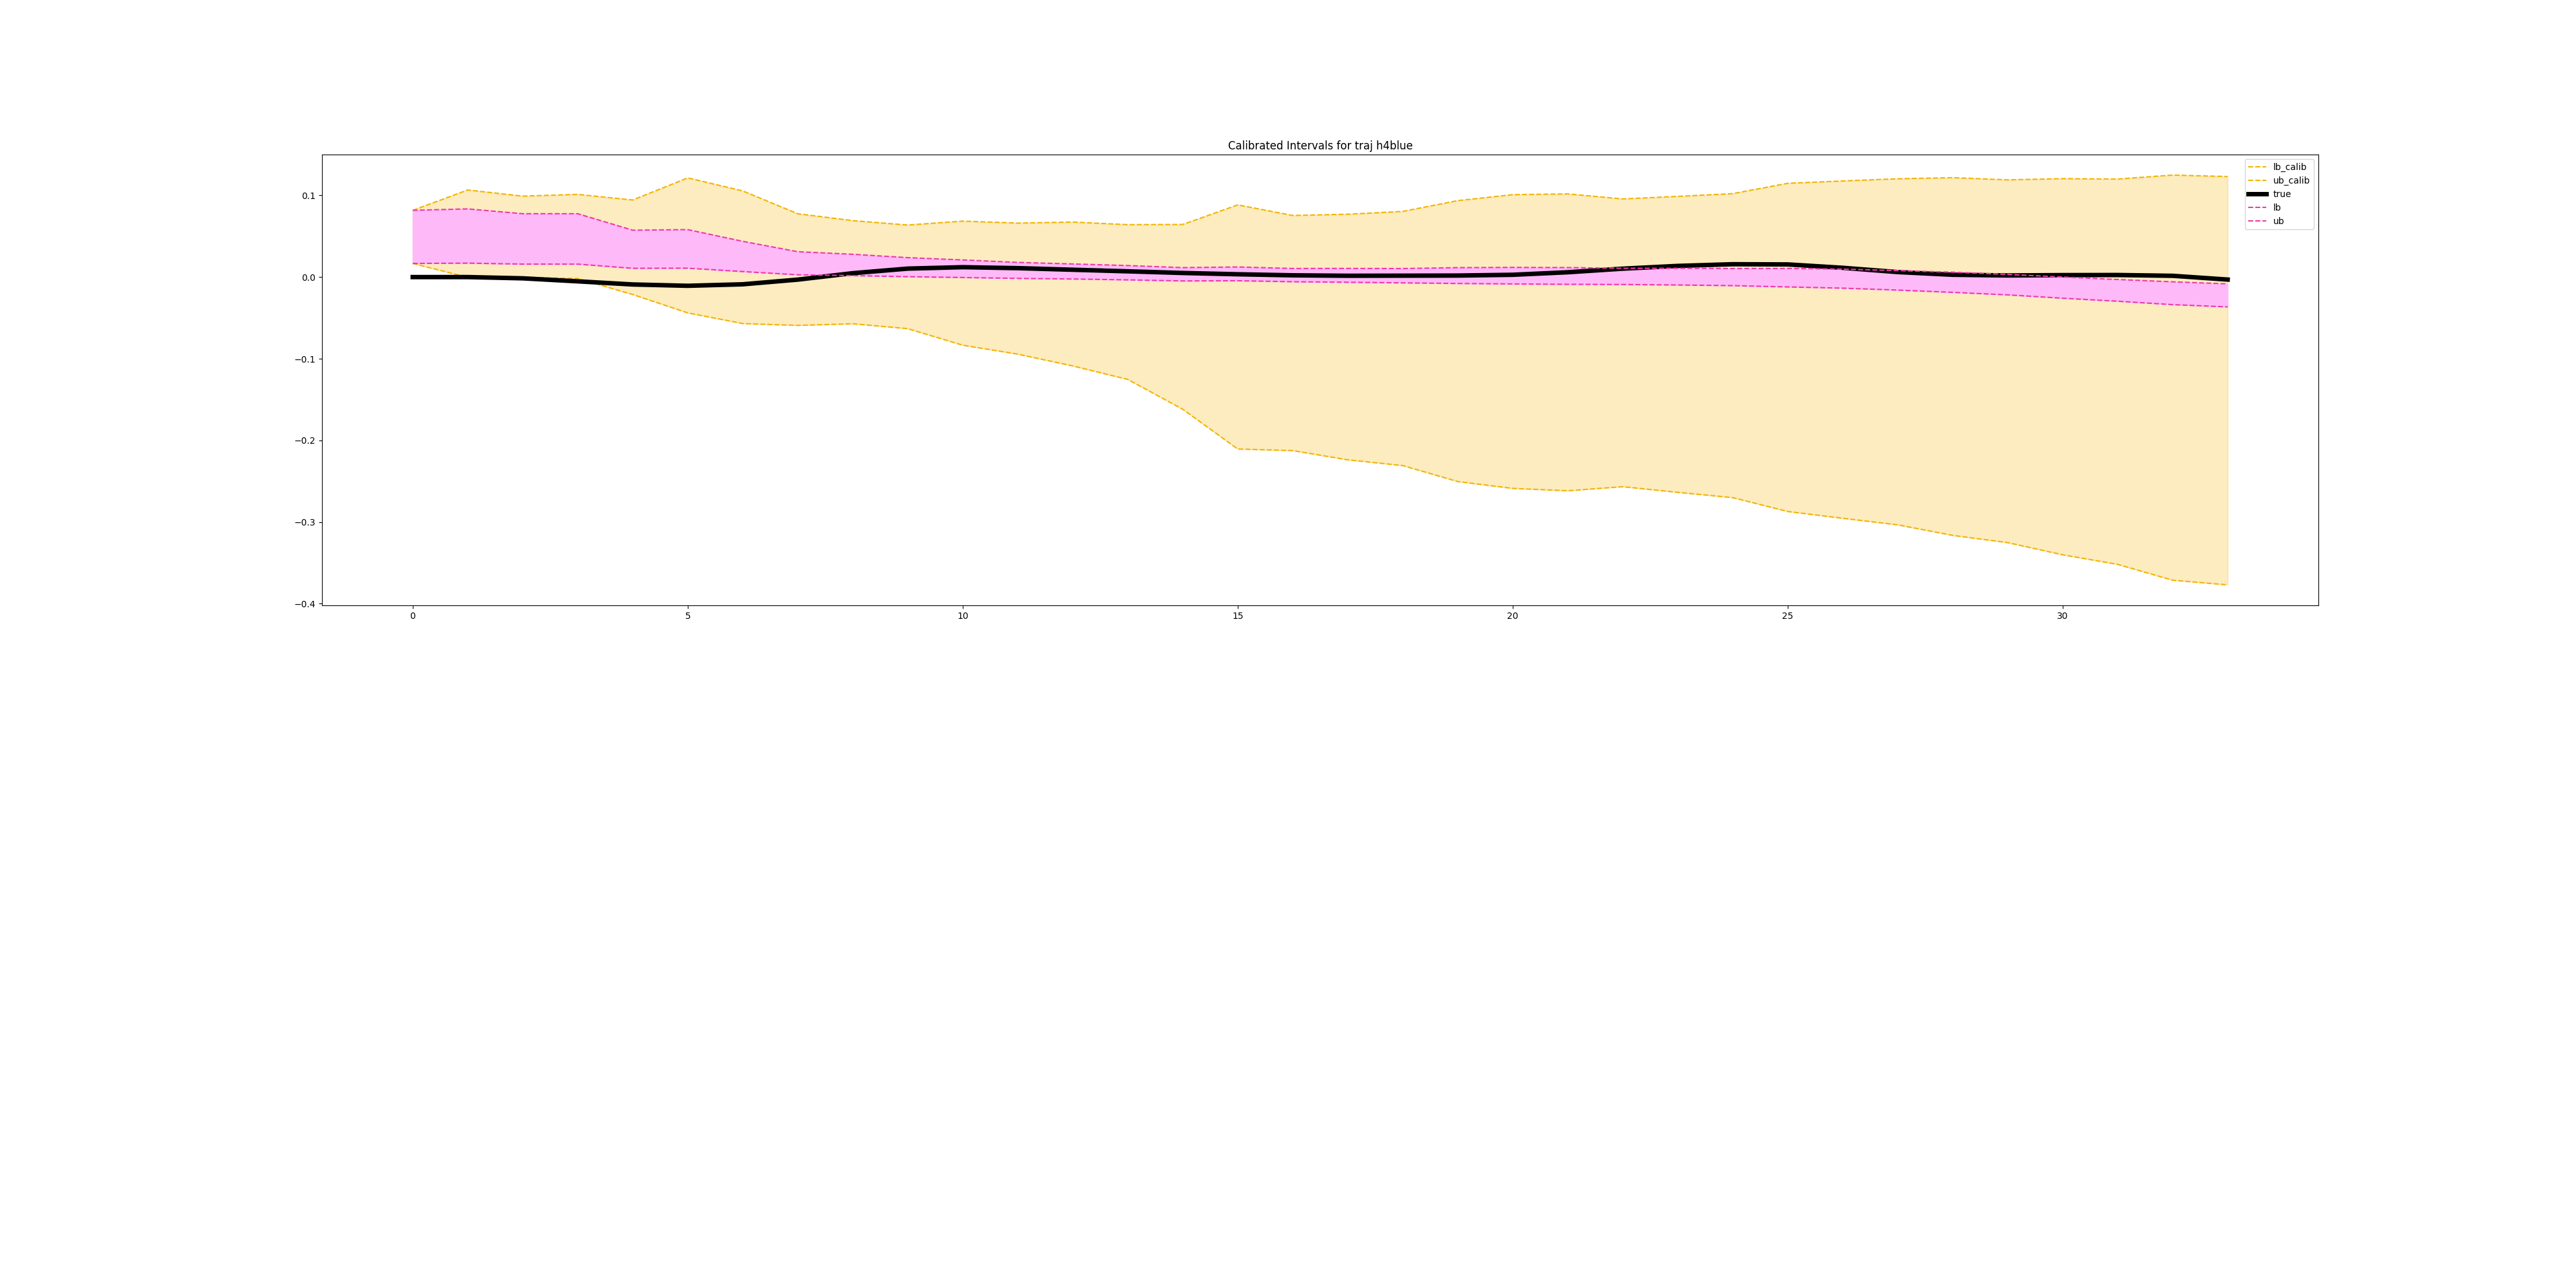 Calibrated Intervals for traj h4blue
0.1
0.0
−0.1
−0.2
−0.3
−0.4
0 5 10 15 20 25 30
lb_calib
ub_calib
true
lb
ub